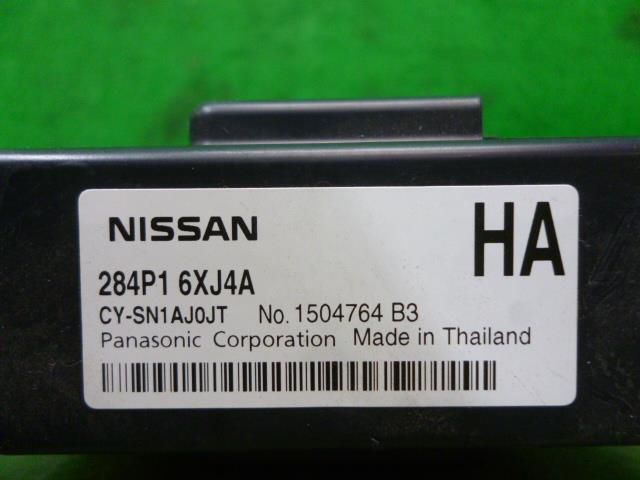 NISSAN
HA
284P1 6XJ4A
CY-SN1AJ0JT No. 1504764 B3
Panasonic Corporation Made in Thailand